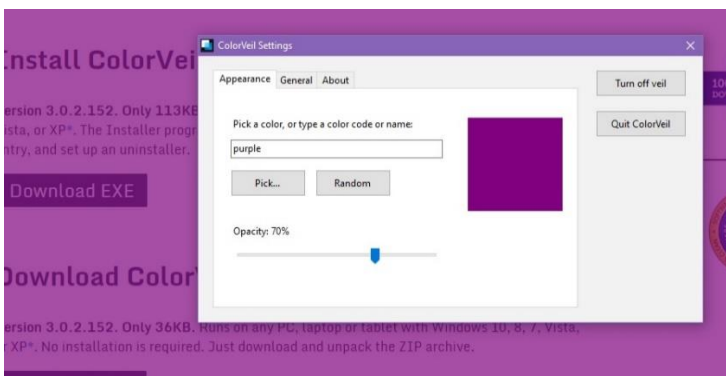 ColorVeil Settings
Appearance General About
Pick a color, or type a color code or name:
purple
Pick... Random
Opacity: 70%
Turn off veil
Quit ColorVeil
nstall ColorVei
ersion 3.0.2.152. Only 113KB
ista, or XP*. The Installer progr
ntry, and set up an uninstaller.
Download EXE
Download Color
ersion 3.0.2.152. Only 36KB. Runs on any PC, laptop or tablet with Windows 10, 8, 7, Vista,
r XP*. No installation is required. Just download and unpack the ZIP archive.